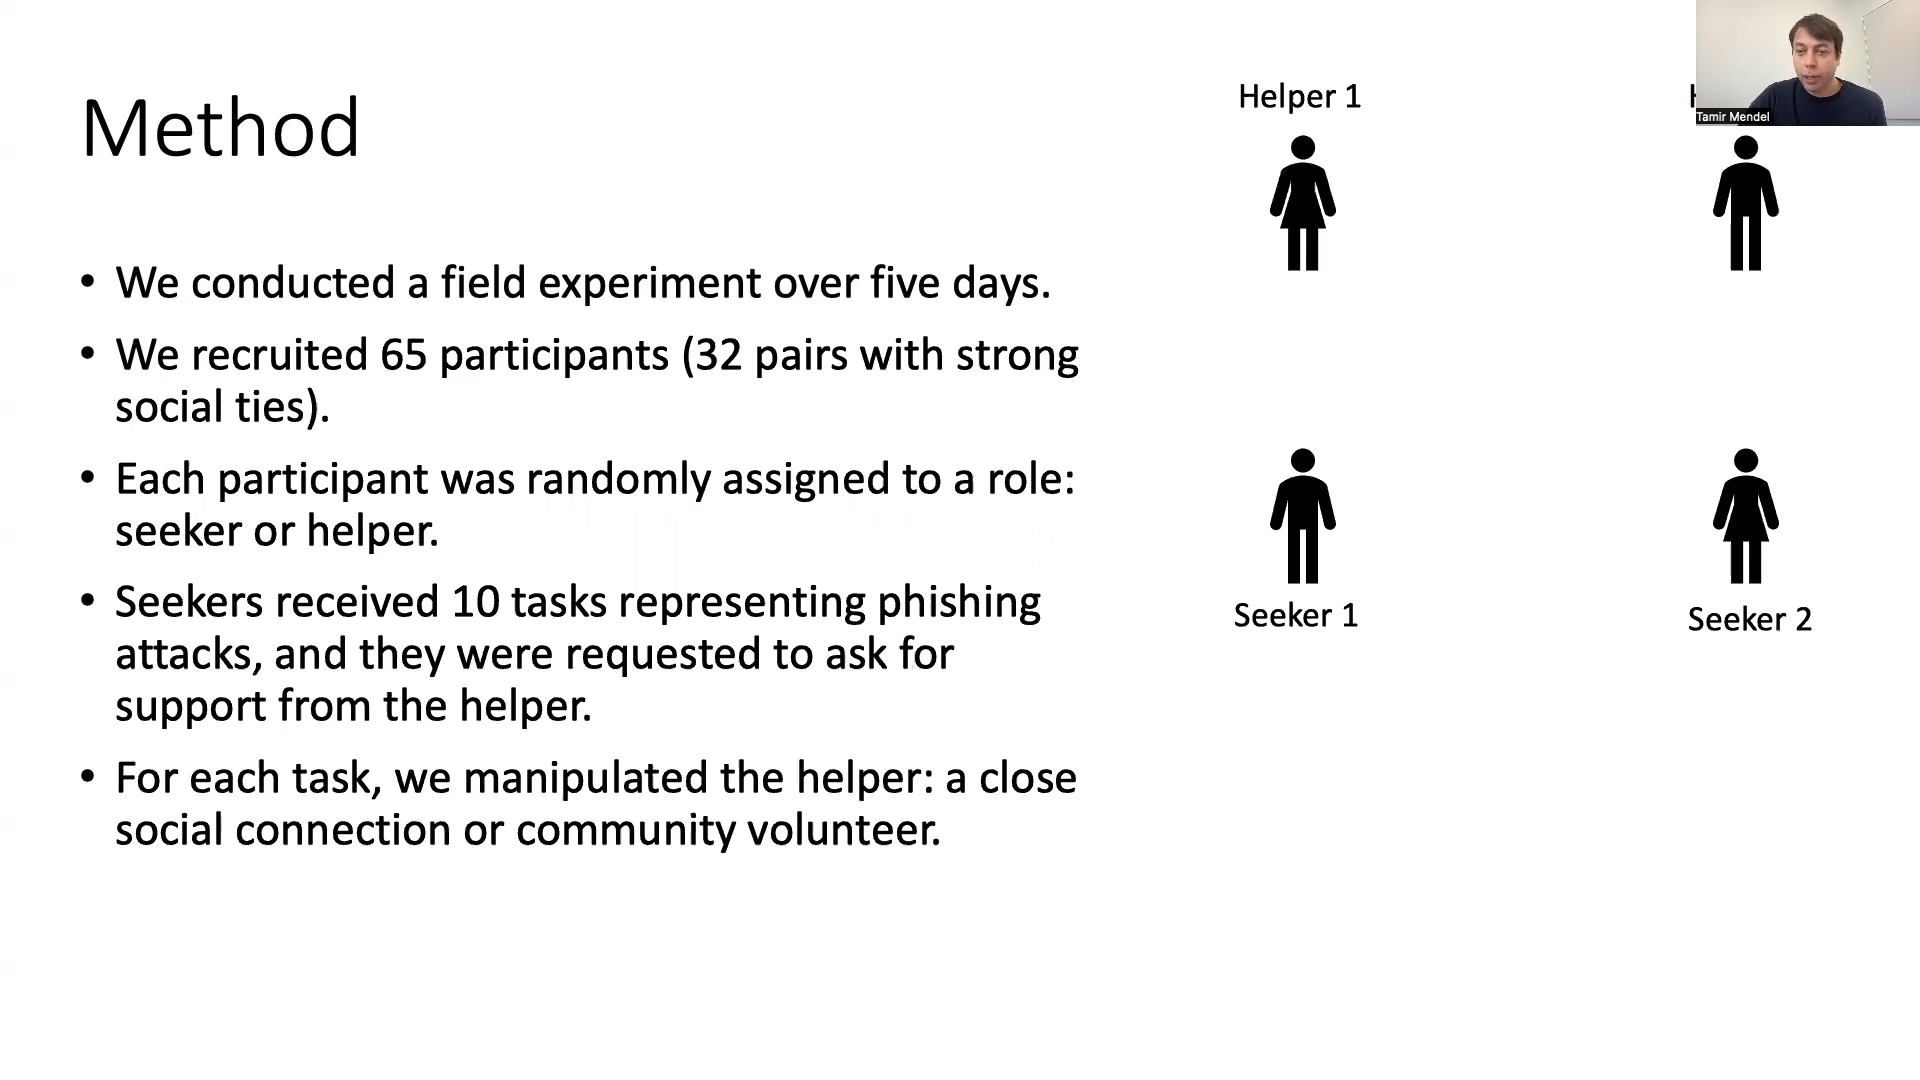 Method
• We conducted a field experiment over five days.
• We recruited 65 participants (32 pairs with strong
social ties).
• Each participant was randomly assigned to a role:
seeker or helper.
• Seekers received 10 tasks representing phishing
attacks, and they were requested to ask for
support from the helper.
• For each task, we manipulated the helper: a close
social connection or community volunteer.
Helper 1
Tamir Mendel
Seeker 1
Seeker 2